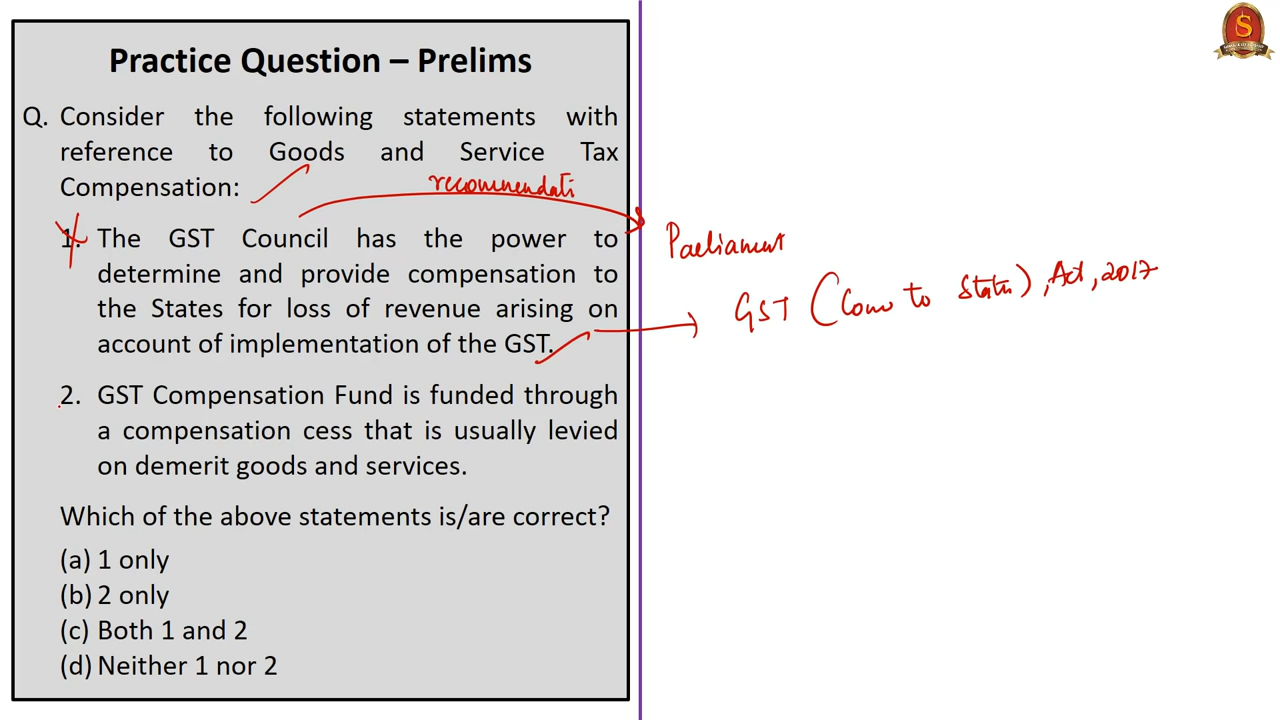 Practice Question – Prelims
Q. Consider the following statements with
reference to Goods and Service Tax
Compensation:
recommendati
1. The GST Council has the power to
determine and provide compensation to
the States for loss of revenue arising on
account of implementation of the GST.
Parliament
GST (Com to States), Act, 2017
2. GST Compensation Fund is funded through
a compensation cess that is usually levied
on demerit goods and services.
Which of the above statements is/are correct?
(a) 1 only
(b) 2 only
(c) Both 1 and 2
(d) Neither 1 nor 2
S